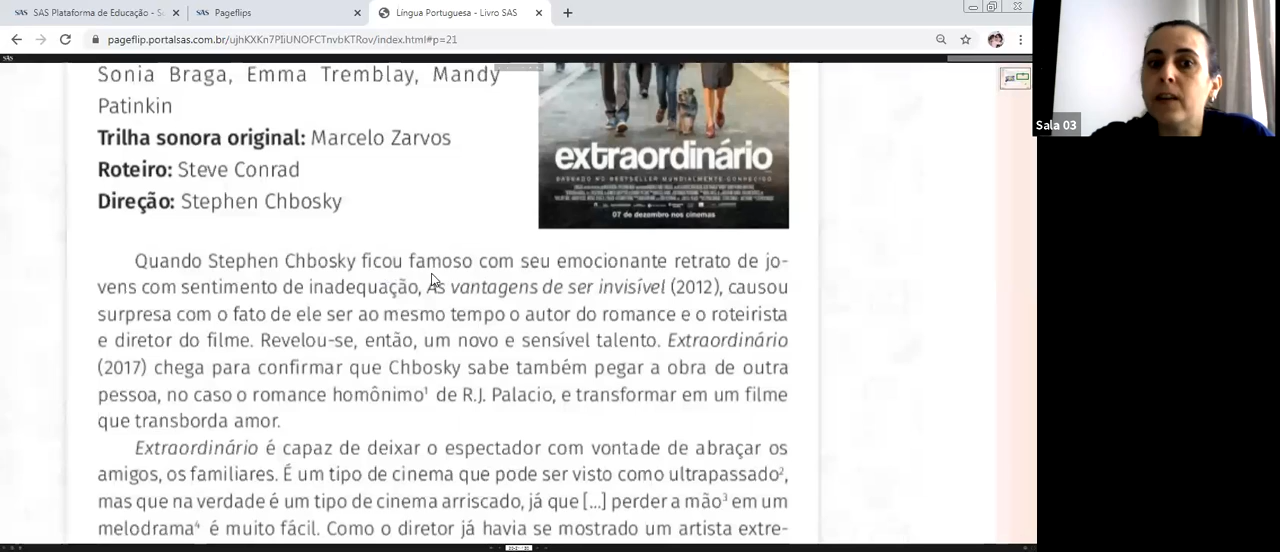 SAS Plataforma de Educação - S
Pageflips
Língua Portuguesa - Livro SAS
pageflip.portalsas.com.br/ujhKXKn7PIiUNOFCTnvbKTRov/index.html#p=21
SAS
Sonia Braga, Emma Tremblay, Mandy
Patinkin
Trilha sonora original: Marcelo Zarvos
Roteiro: Steve Conrad
Direção: Stephen Chbosky
extraordinário
BASEADO NO BESTSELLER MUNDIALMENTE CONHECIDO
07 de dezembro nos cinemas
Quando Stephen Chbosky ficou famoso com seu emocionante retrato de jo-
vens com sentimento de inadequação, As vantagens de ser invisível (2012), causou
surpresa com o fato de ele ser ao mesmo tempo o autor do romance e o roteirista
e diretor do filme. Revelou-se, então, um novo e sensível talento. Extraordinário
(2017) chega para confirmar que Chbosky sabe também pegar a obra de outra
pessoa, no caso o romance homônimo¹ de R.J. Palacio, e transformar em um filme
que transborda amor.
Extraordinário é capaz de deixar o espectador com vontade de abraçar os
amigos, os familiares. É um tipo de cinema que pode ser visto como ultrapassado²,
mas que na verdade é um tipo de cinema arriscado, já que [...] perder a mão³ em um
melodrama⁴ é muito fácil. Como o diretor já havia se mostrado um artista extre-
Sala 03